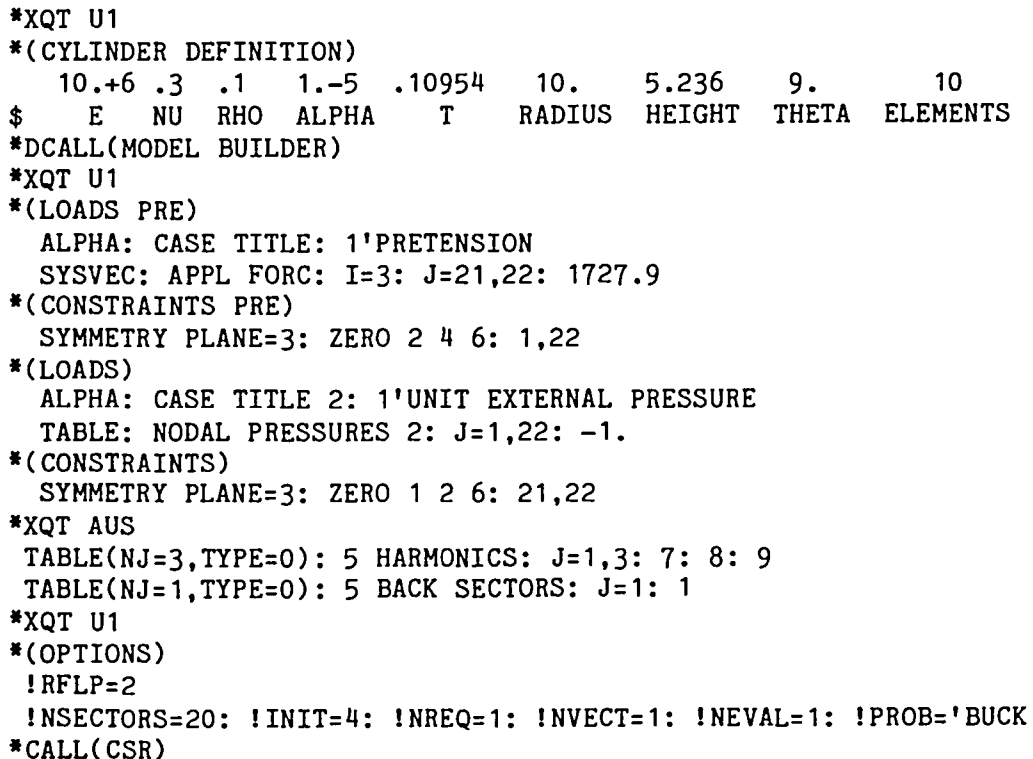 *XQT U1
*(CYLINDER DEFINITION)
10.+6 .3 .1 1.-5 .10954 10. 5.236 9. 10
$ E NU RHO ALPHA T RADIUS HEIGHT THETA ELEMENTS
*DCALL(MODEL BUILDER)
*XQT U1
*(LOADS PRE)
ALPHA: CASE TITLE: 1'PRETENSION
SYSVEC: APPL FORC: I=3: J=21,22: 1727.9
*(CONSTRAINTS PRE)
SYMMETRY PLANE=3: ZERO 2 4 6: 1,22
*(LOADS)
ALPHA: CASE TITLE 2: 1'UNIT EXTERNAL PRESSURE
TABLE: NODAL PRESSURES 2: J=1,22: -1.
*(CONSTRAINTS)
SYMMETRY PLANE=3: ZERO 1 2 6: 21,22
*XQT AUS
TABLE(NJ=3,TYPE=0): 5 HARMONICS: J=1,3: 7: 8: 9
TABLE(NJ=1,TYPE=0): 5 BACK SECTORS: J=1: 1
*XQT U1
*(OPTIONS)
!RFLP=2
!NSECTORS=20: !INIT=4: !NREQ=1: !NVECT=1: !NEVAL=1: !PROB='BUCK
*CALL(CSR)